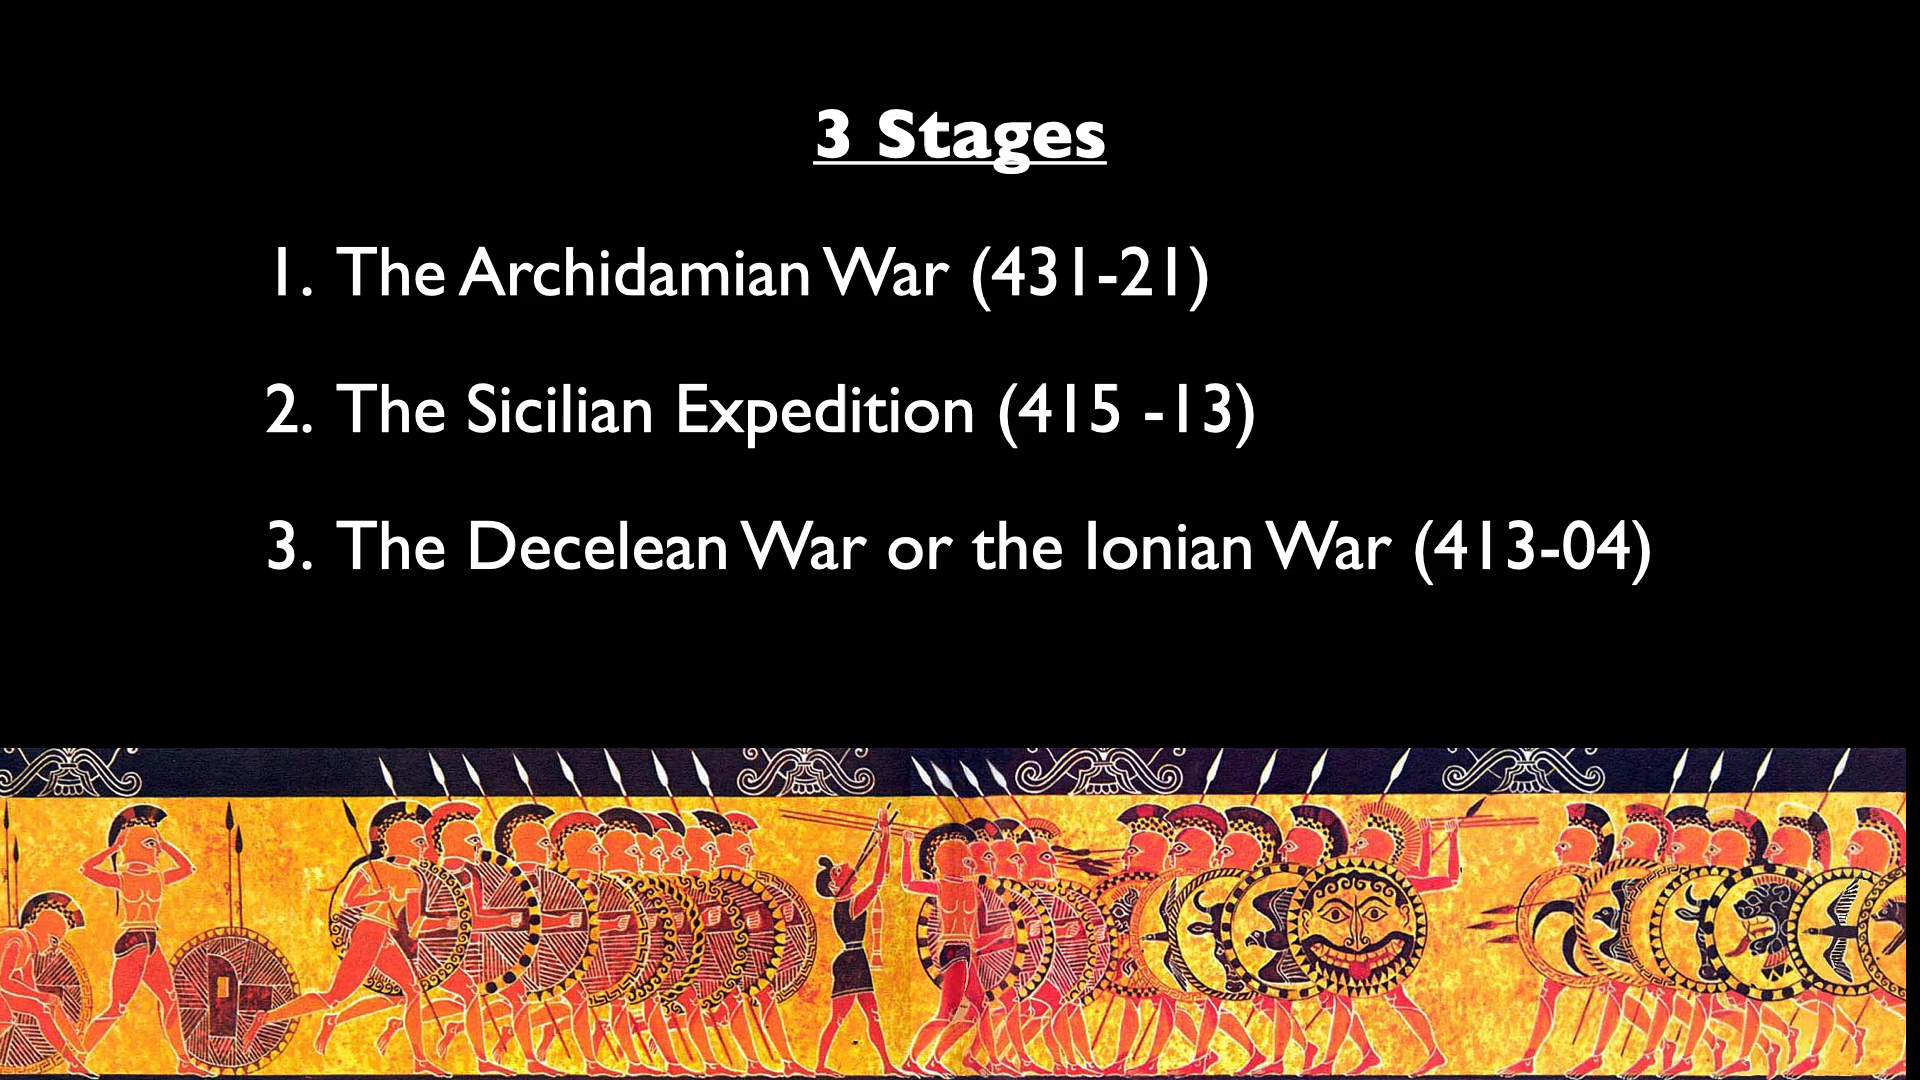 3 Stages
1. The Archidamian War (431-21)
2. The Sicilian Expedition (415 -13)
3. The Decelean War or the Ionian War (413-04)